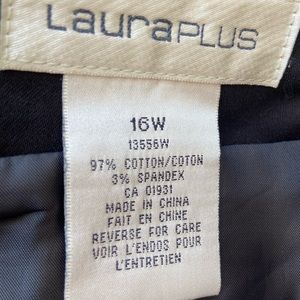 LauraPLUS
16W
13556W
97% COTTON/COTON
3% SPANDEX
CA 01931
MADE IN CHINA
FAIT EN CHINE
REVERSE FOR CARE
VOIR L'ENDOS POUR
L'ENTRETIEN